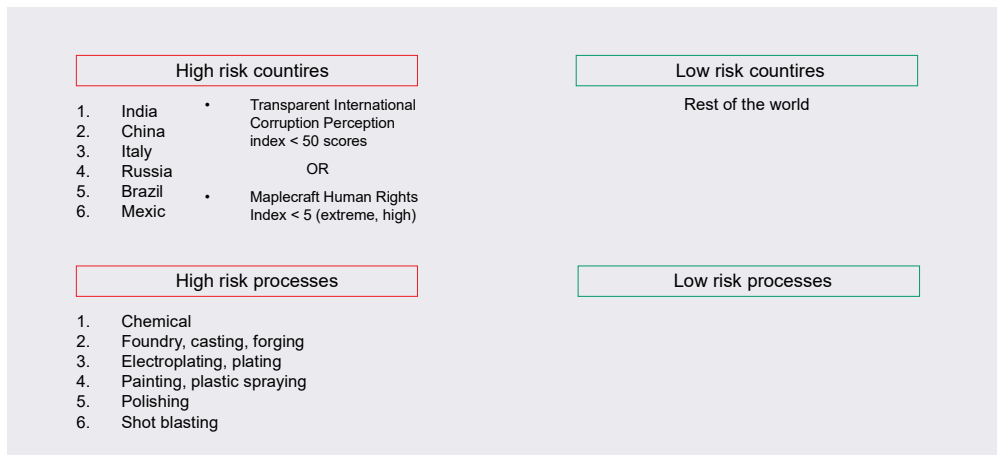 High risk countires
1. India
2. China
3. Italy
4. Russia
5. Brazil
6. Mexic
• Transparent International
Corruption Perception
index < 50 scores
OR
• Maplecraft Human Rights
Index < 5 (extreme, high)
Low risk countires
Rest of the world
High risk processes
1. Chemical
2. Foundry, casting, forging
3. Electroplating, plating
4. Painting, plastic spraying
5. Polishing
6. Shot blasting
Low risk processes